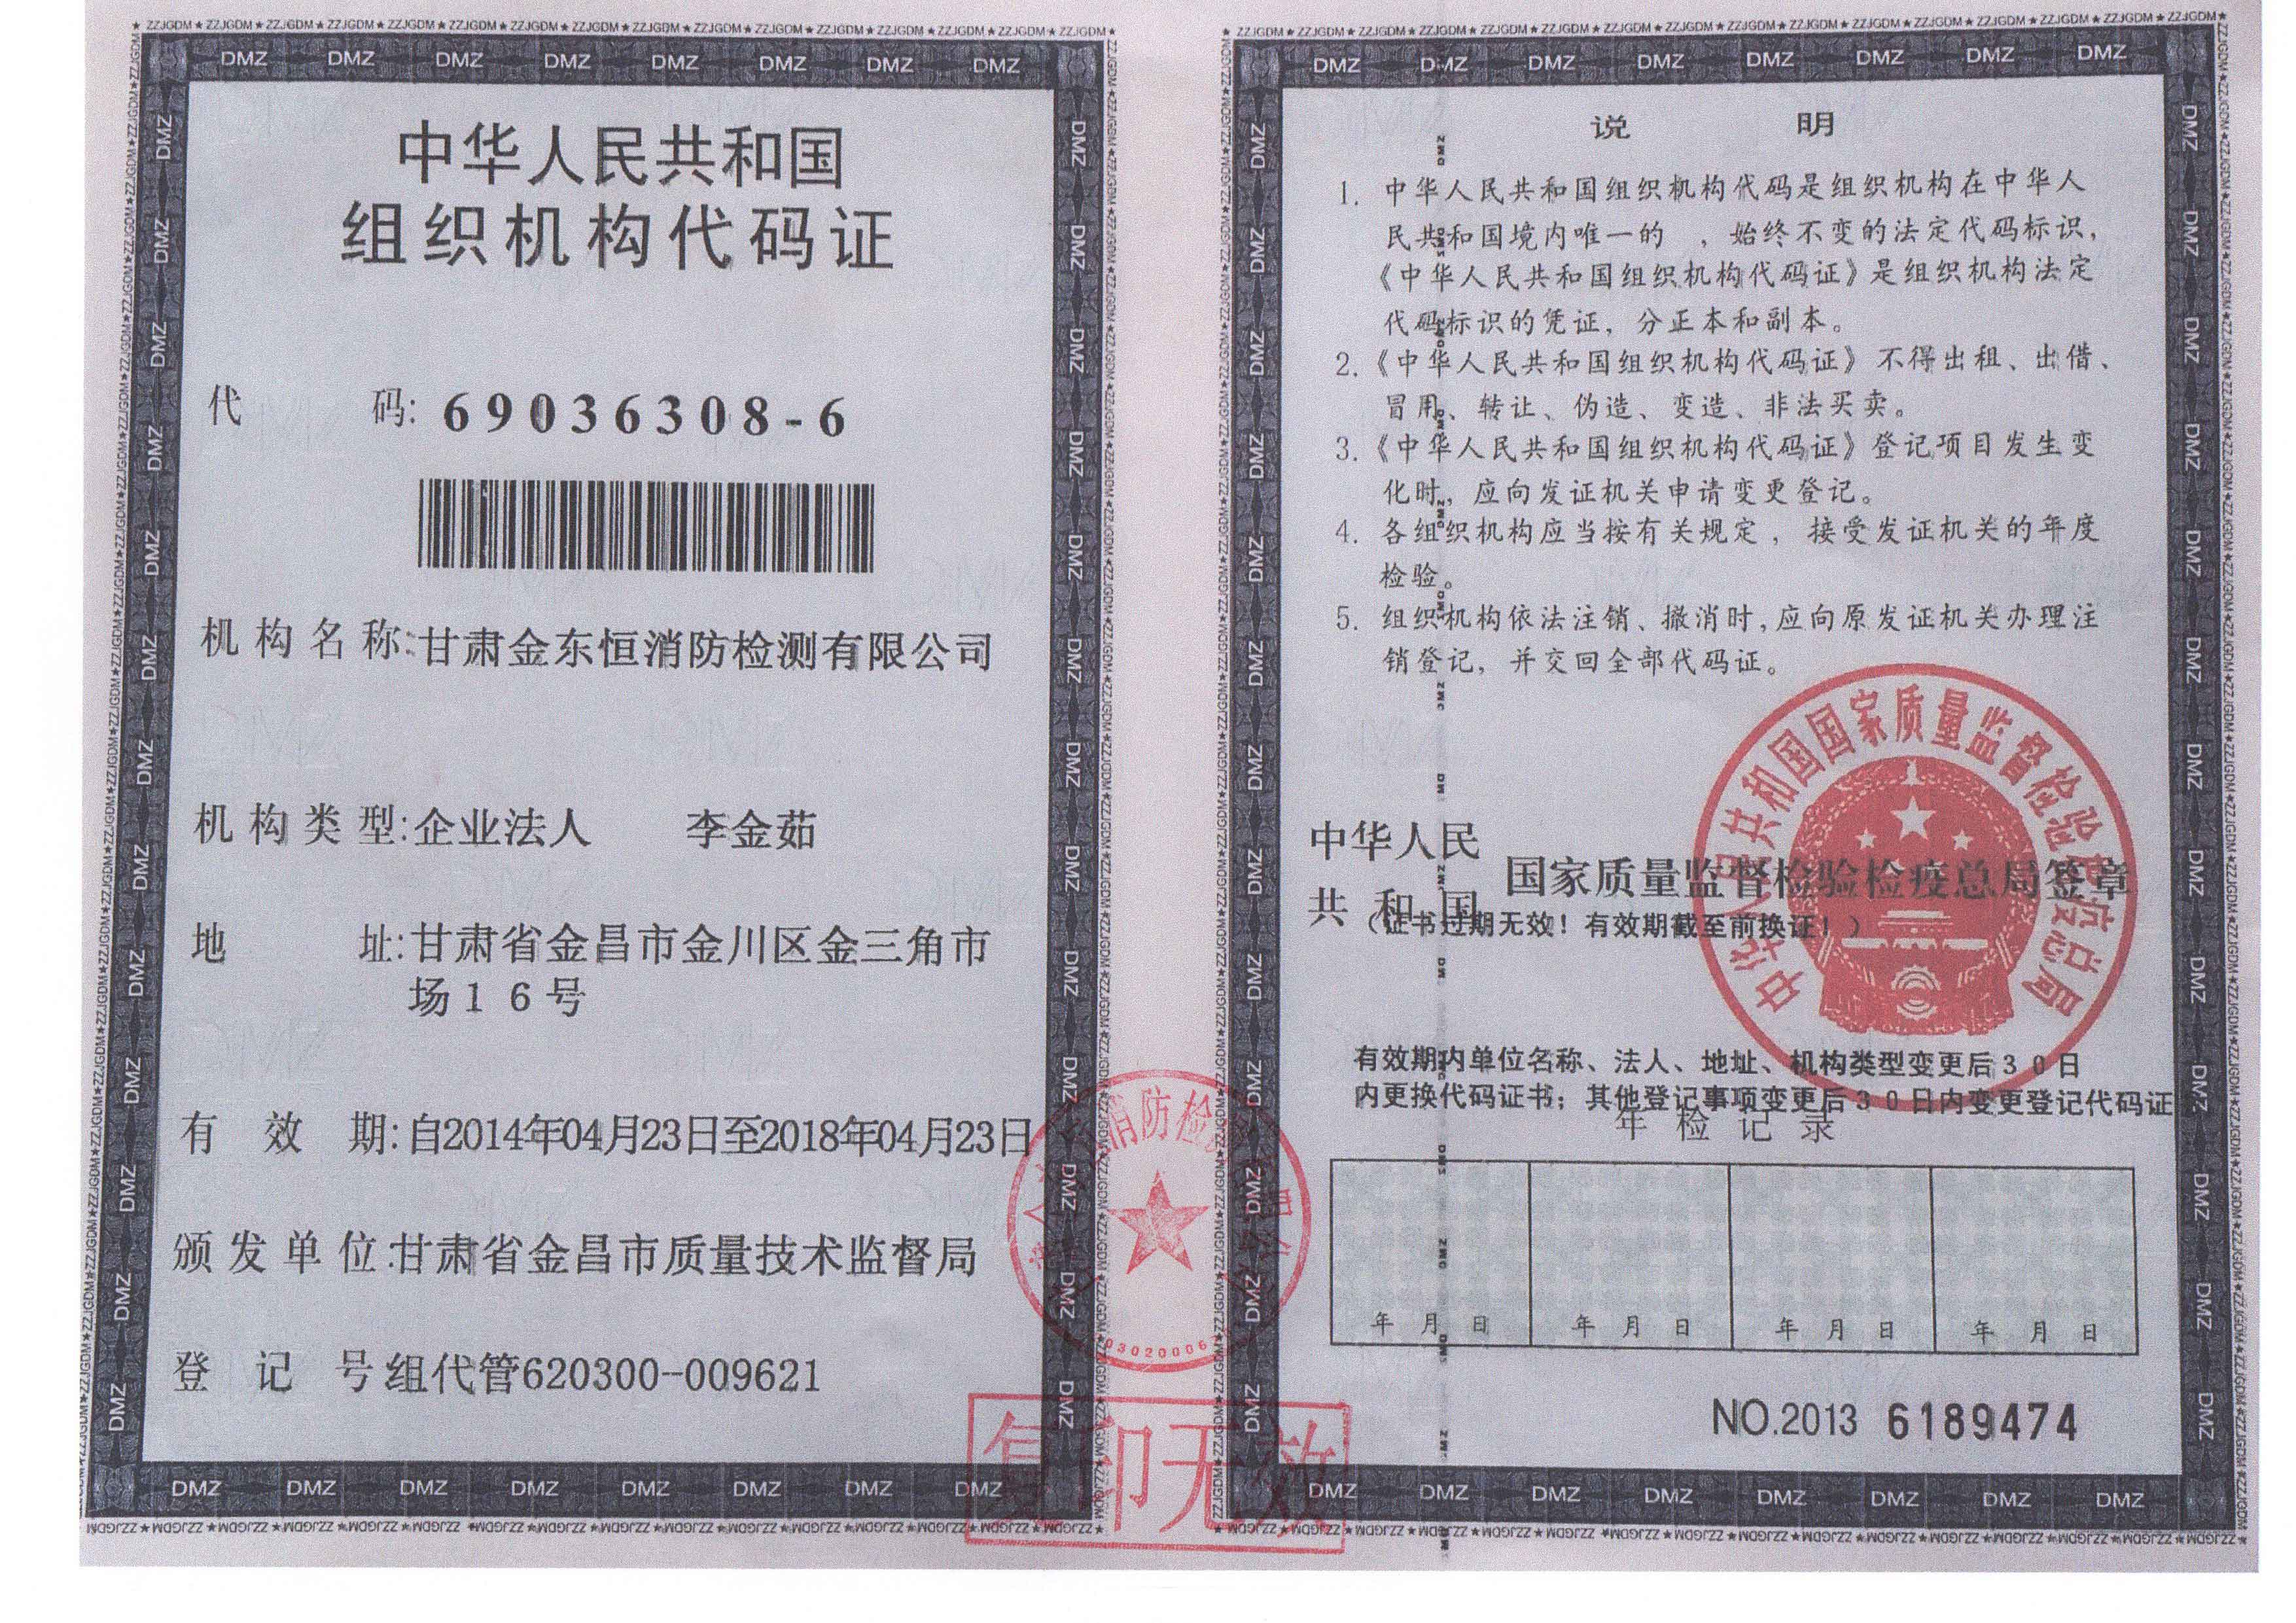 中华人民共和国
组织机构代码证
代 码: 69036308-6
机构名称:甘肃金东恒消防检测有限公司
机构类型:企业法人 李金茹
地 址:甘肃省金昌市金川区金三角市
场16号
有 效 期:自2014年04月23日至2018年04月23日
颁发单位:甘肃省金昌市质量技术监督局
登 记 号 组代管620300--009621
消防检
复印无效
说 明
1. 中华人民共和国组织机构代码是组织机构在中华人
民共和国境内唯一的 ，始终不变的法定代码标识，
《中华人民共和国组织机构代码证》是组织机构法定
代码标识的凭证，分正本和副本。
2.《中华人民共和国组织机构代码证》不得出租、出借、
冒用、转让、伪造、变造、非法买卖。
3.《中华人民共和国组织机构代码证》登记项目发生变
化时，应向发证机关申请变更登记。
4. 各组织机构应当按有关规定，接受发证机关的年度
检验。
5. 组织机构依法注销、撤消时，应向原发证机关办理注
销登记，并交回全部代码证。
中华人民共和国国家质量监督检验检疫总局
中华人民
共和国 国家质量监督检验检疫总局签章
（证书过期无效！有效期截至前换证！）
有效期内单位名称、法人、地址、机构类型变更后30日
内更换代码证书；其他登记事项变更后30日内变更登记代码证
年检记录
年 月 日 年 月 日 年 月 日 年 月 日
NO.2013 6189474